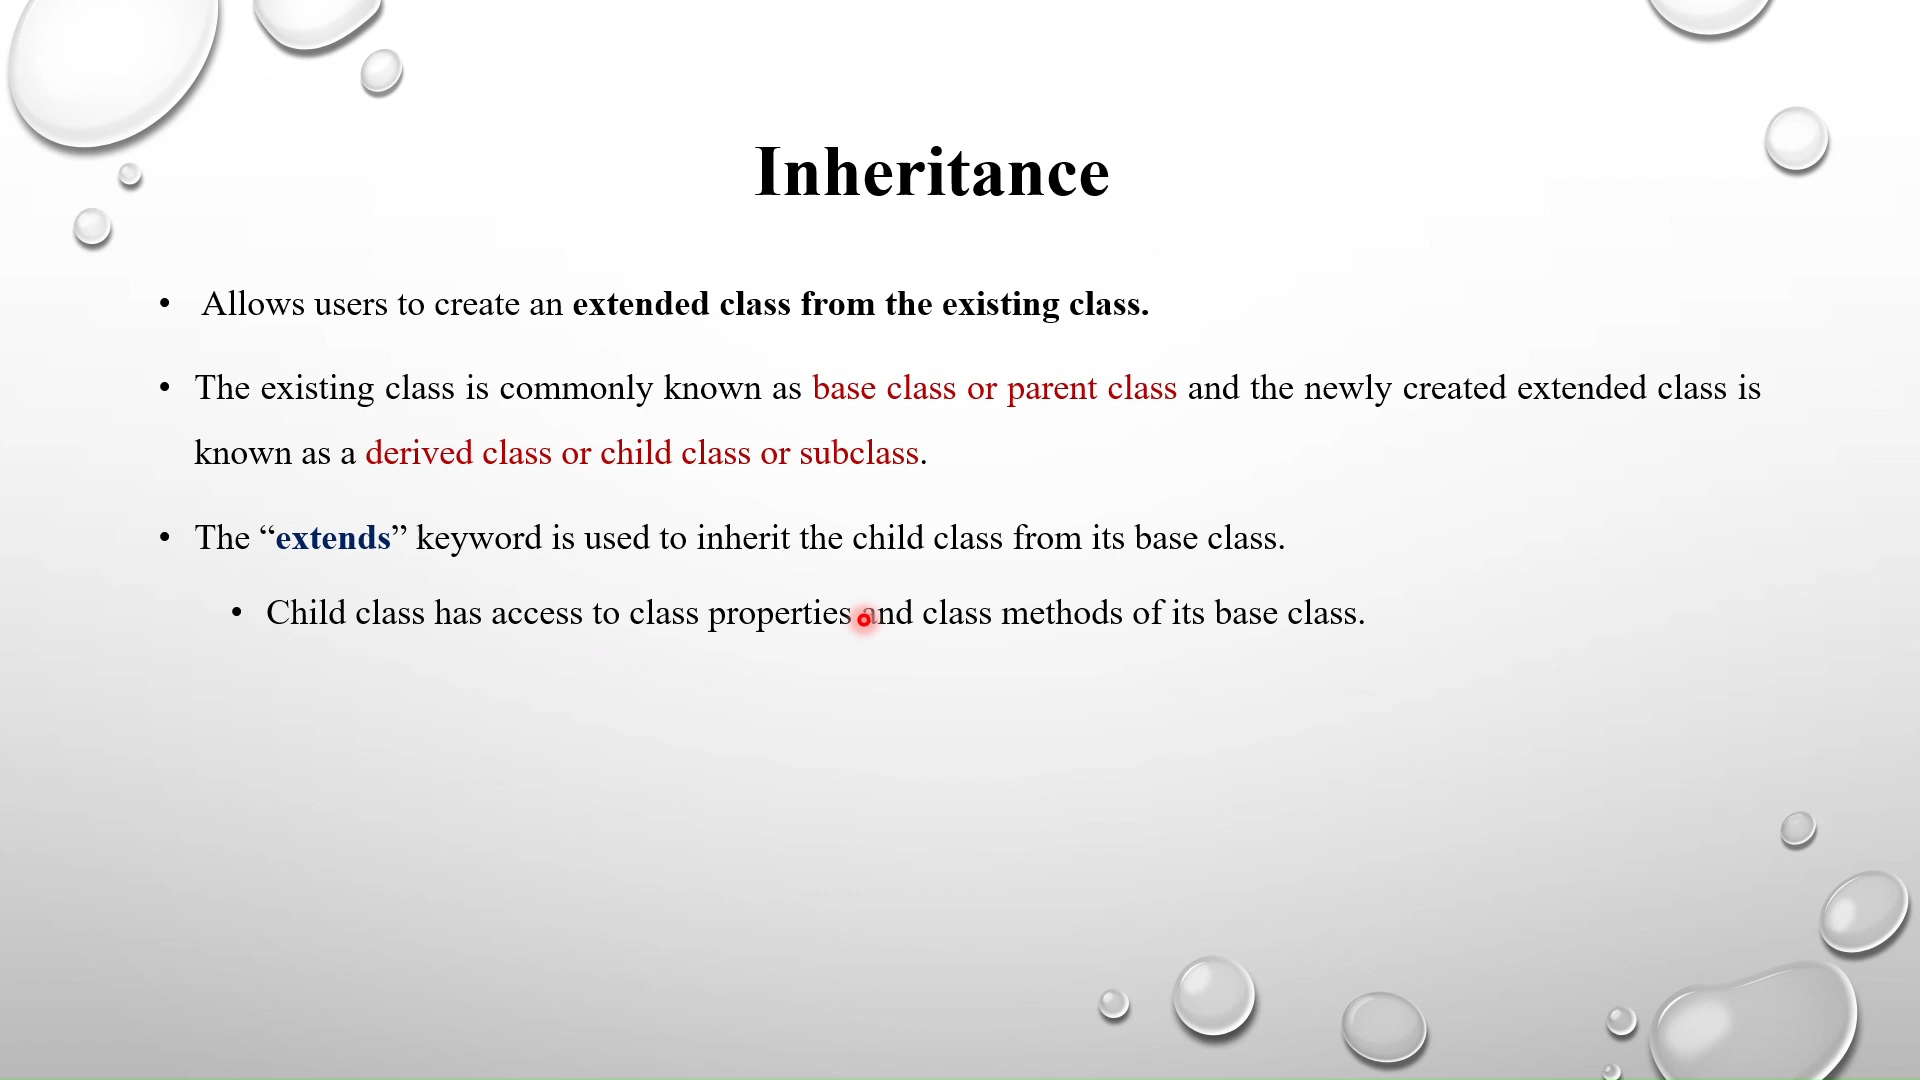 Inheritance
• Allows users to create an extended class from the existing class.
• The existing class is commonly known as base class or parent class and the newly created extended class is
known as a derived class or child class or subclass.
• The “extends” keyword is used to inherit the child class from its base class.
• Child class has access to class properties and class methods of its base class.